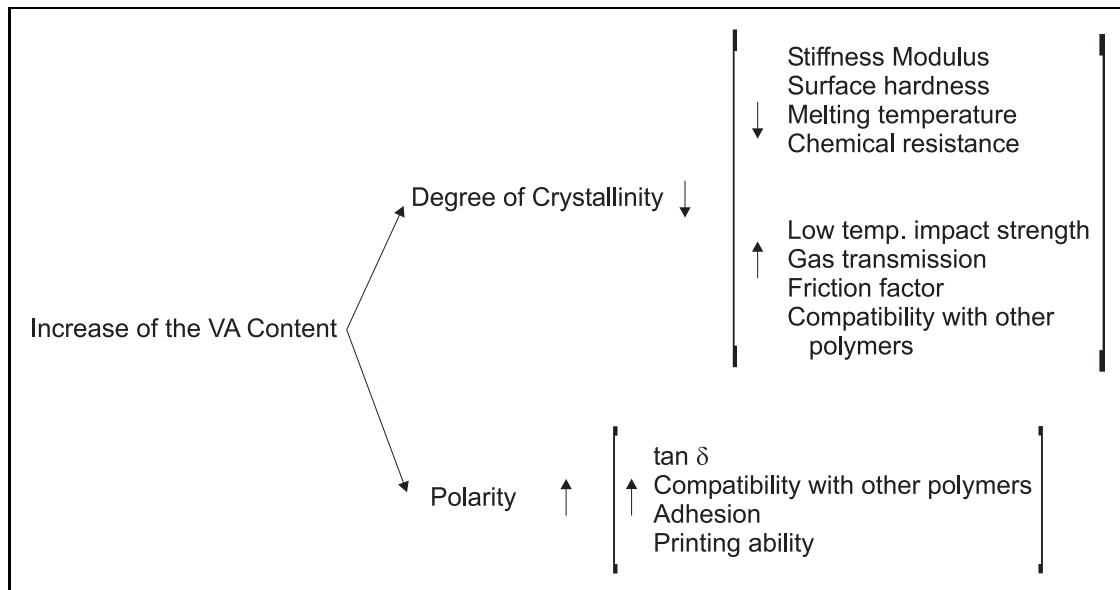 Stiffness Modulus
Surface hardness
Melting temperature
Chemical resistance
Degree of Crystallinity
Low temp. impact strength
Gas transmission
Friction factor
Compatibility with other
polymers
Increase of the VA Content
Polarity
tan δ
Compatibility with other polymers
Adhesion
Printing ability